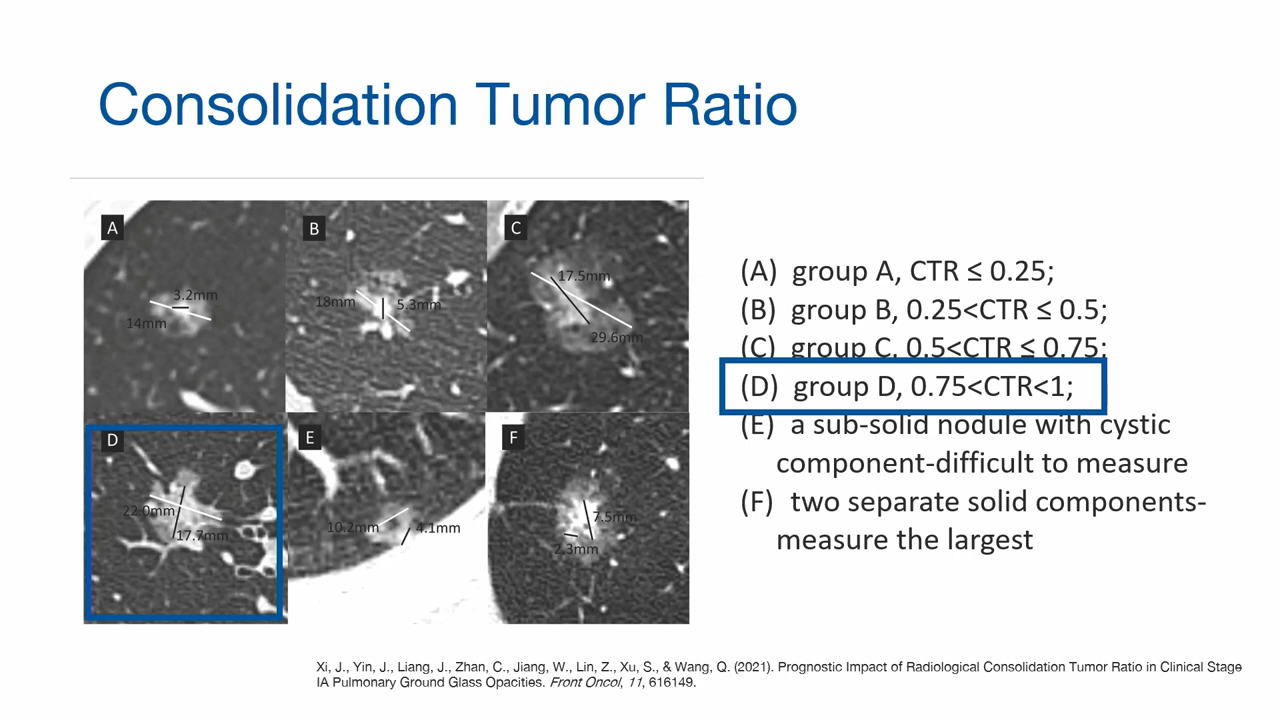 Consolidation Tumor Ratio
A
B
C
3.2mm
14mm
18mm
5.3mm
17.5mm
29.6mm
D
E
F
22.0mm
17.7mm
10.2mm
4.1mm
7.5mm
2.3mm
(A) group A, CTR ≤ 0.25;
(B) group B, 0.25<CTR ≤ 0.5;
(C) group C, 0.5<CTR ≤ 0.75;
(D) group D, 0.75<CTR<1;
(E) a sub-solid nodule with cystic
component-difficult to measure
(F) two separate solid components-
measure the largest
Xi, J., Yin, J., Liang, J., Zhan, C., Jiang, W., Lin, Z., Xu, S., & Wang, Q. (2021). Prognostic Impact of Radiological Consolidation Tumor Ratio in Clinical Stage
IA Pulmonary Ground Glass Opacities. Front Oncol, 11, 616149.